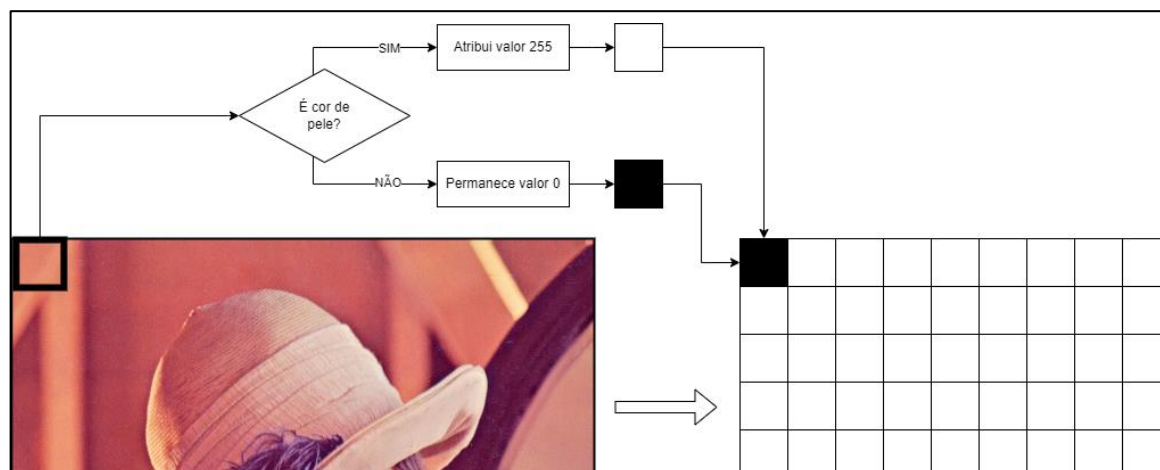 SIM
Atribui valor 255
É cor de
pele?
NÃO
Permanece valor 0